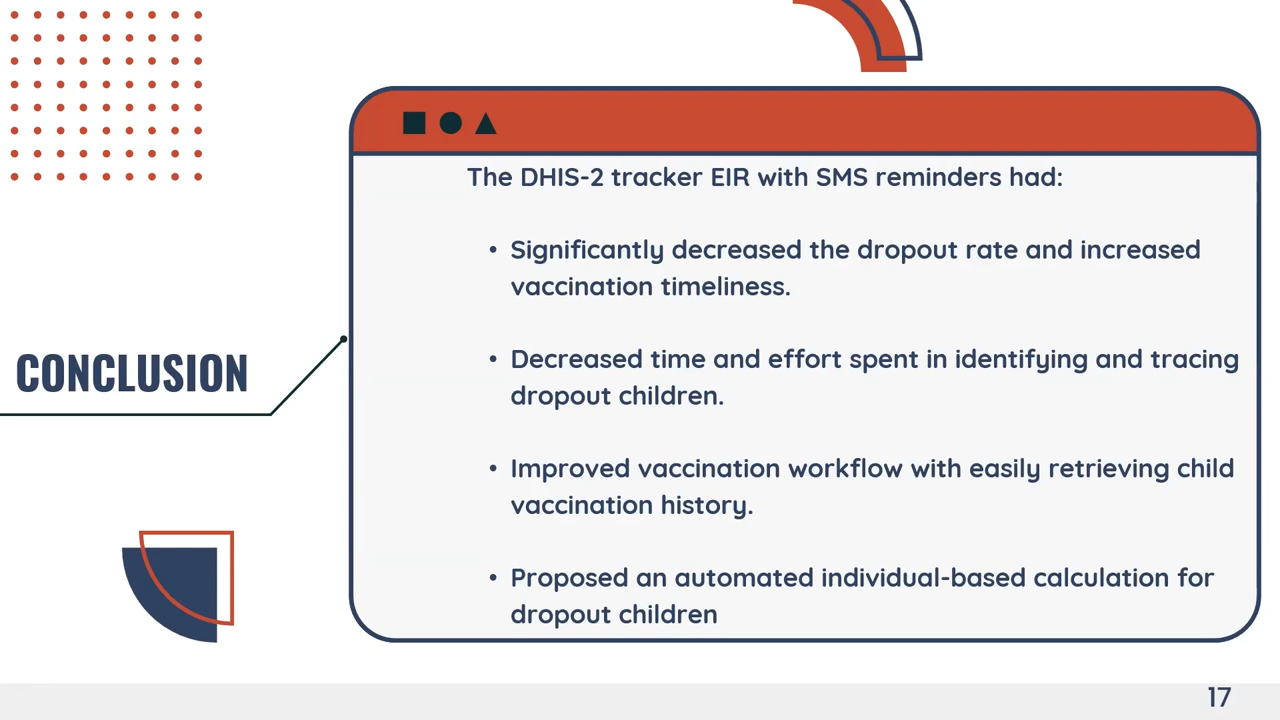 CONCLUSION
The DHIS-2 tracker EIR with SMS reminders had:
• Significantly decreased the dropout rate and increased
vaccination timeliness.
• Decreased time and effort spent in identifying and tracing
dropout children.
• Improved vaccination workflow with easily retrieving child
vaccination history.
• Proposed an automated individual-based calculation for
dropout children
17